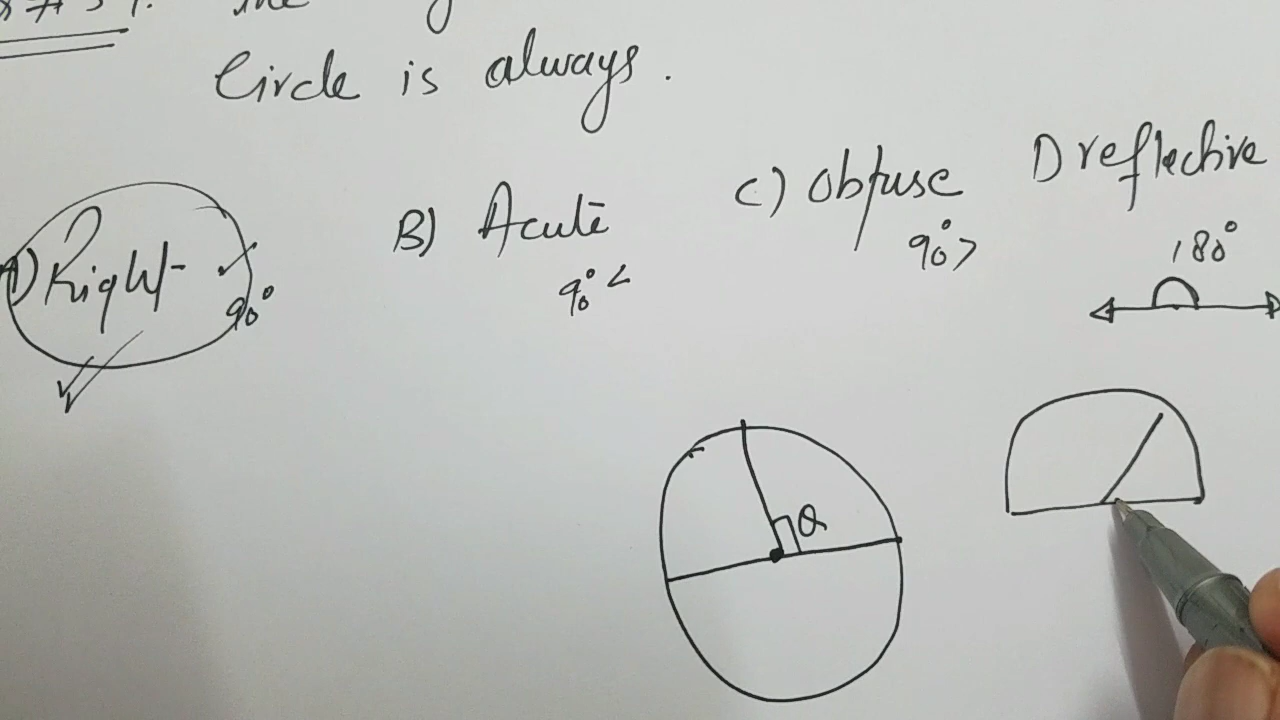 Circle is always.
A) Right 90°
B) Acute 90° <
C) Obtuse 90° >
D reflective 180°
Q